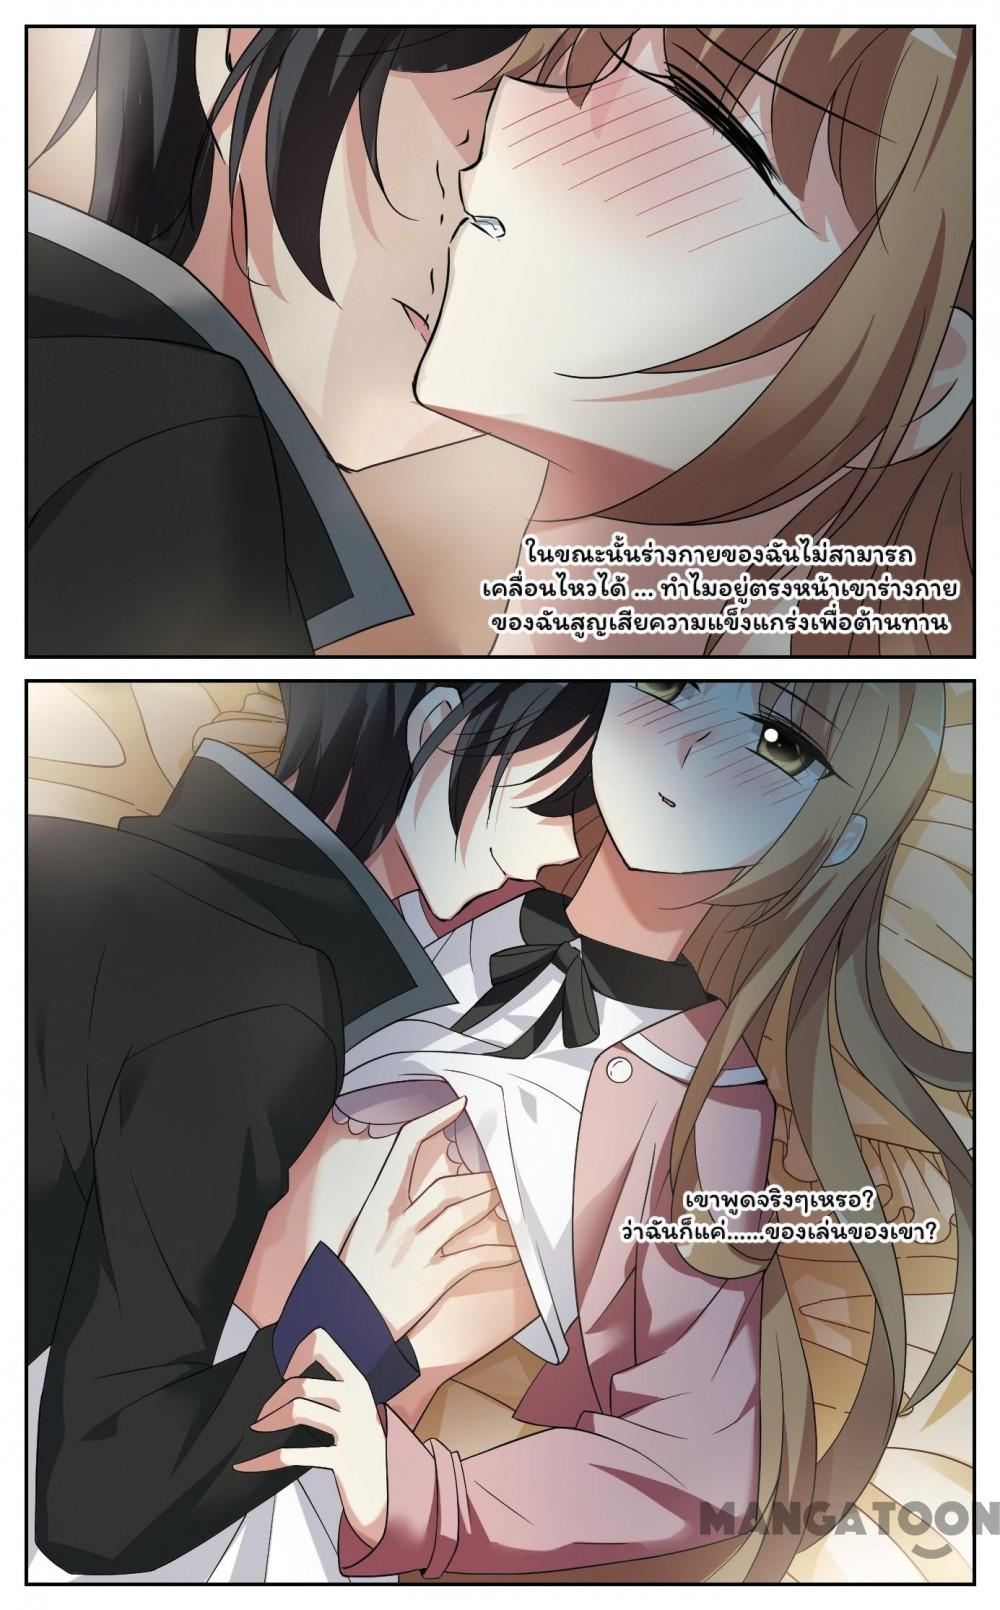 ในขณะนั้นร่างกายของฉันไม่สามารถ
เคลื่อนไหวได้ ... ทำไมอยู่ตรงหน้าเขาร่างกาย
ของฉันสูญเสียความแข็งแกร่งเพื่อต้านทาน
เขาพูดจริงๆเหรอ?
ว่าฉันก็แค่......ของเล่นของเขา?
MANGATOON